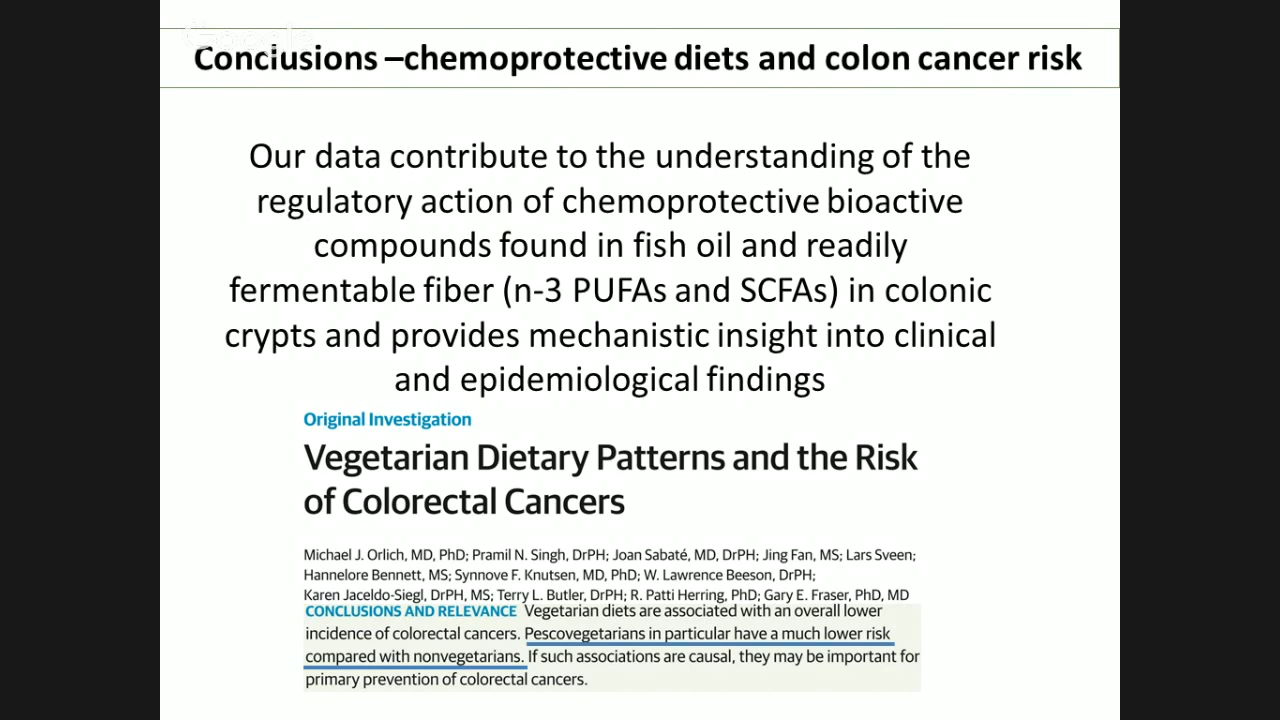 Google
Conclusions –chemoprotective diets and colon cancer risk
Our data contribute to the understanding of the
regulatory action of chemoprotective bioactive
compounds found in fish oil and readily
fermentable fiber (n-3 PUFAs and SCFAs) in colonic
crypts and provides mechanistic insight into clinical
and epidemiological findings
Original Investigation
Vegetarian Dietary Patterns and the Risk
of Colorectal Cancers
Michael J. Orlich, MD, PhD; Pramil N. Singh, DrPH; Joan Sabaté, MD, DrPH; Jing Fan, MS; Lars Sveen;
Hannelore Bennett, MS; Synnove F. Knutsen, MD, PhD; W. Lawrence Beeson, DrPH;
Karen Jaceldo-Siegl, DrPH, MS; Terry L. Butler, DrPH; R. Patti Herring, PhD; Gary E. Fraser, PhD, MD
CONCLUSIONS AND RELEVANCE Vegetarian diets are associated with an overall lower
incidence of colorectal cancers. Pescovegetarians in particular have a much lower risk
compared with nonvegetarians. If such associations are causal, they may be important for
primary prevention of colorectal cancers.